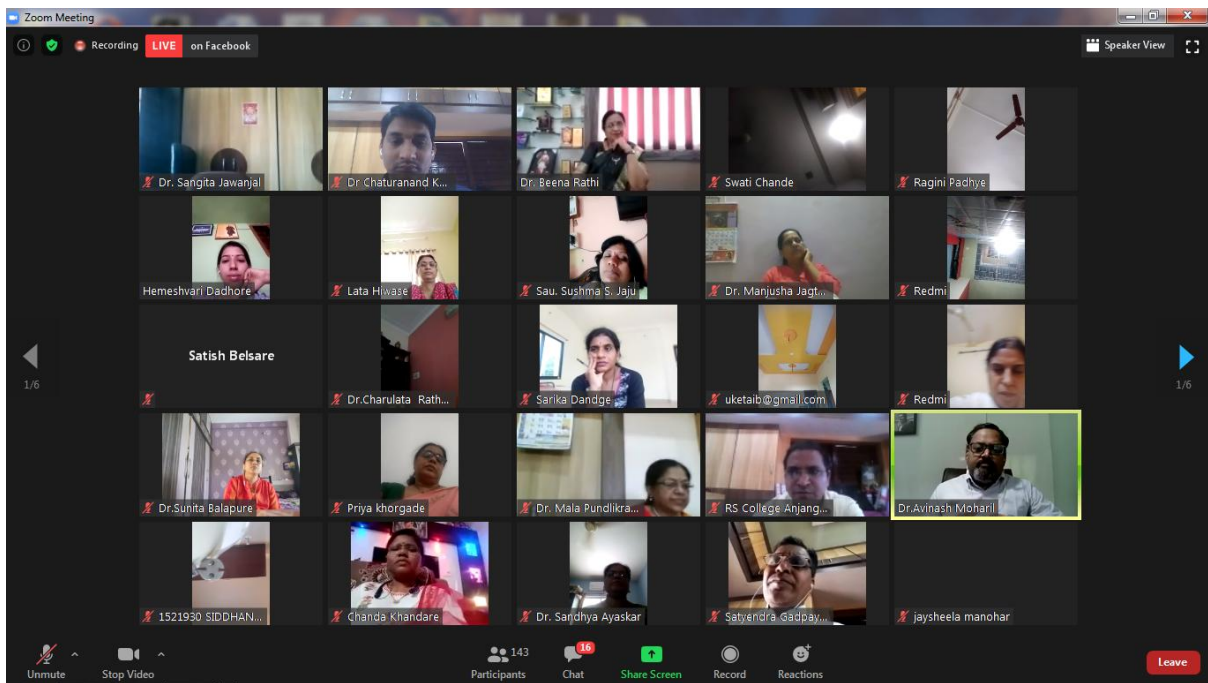 Zoom Meeting
Recording LIVE on Facebook
Speaker View
Dr. Sangita Jawanjal
Dr Chaturanand K...
Dr. Beena Rathi
Swati Chande
Ragini Padhye
Hemeshvari Dadhore
Lata Hiwase
Sau. Sushma S. Jaju
Dr. Manjusha Jagt...
Redmi
Satish Belsare
Dr.Charulata Rath...
Sarika Dandge
uketaib@gmail.com
Redmi
1/6
1/6
Dr.Sunita Balapure
Priya khorgade
Dr. Mala Pundlikra...
RS College Anjang...
Dr.Avinash Moharil
1521930 SIDDHAN...
Chanda Khandare
Dr. Sandhya Ayaskar
Satyendra Gadpay...
jaysheela manohar
Unmute
Stop Video
143
Participants
16
Chat
Share Screen
Record
Reactions
Leave